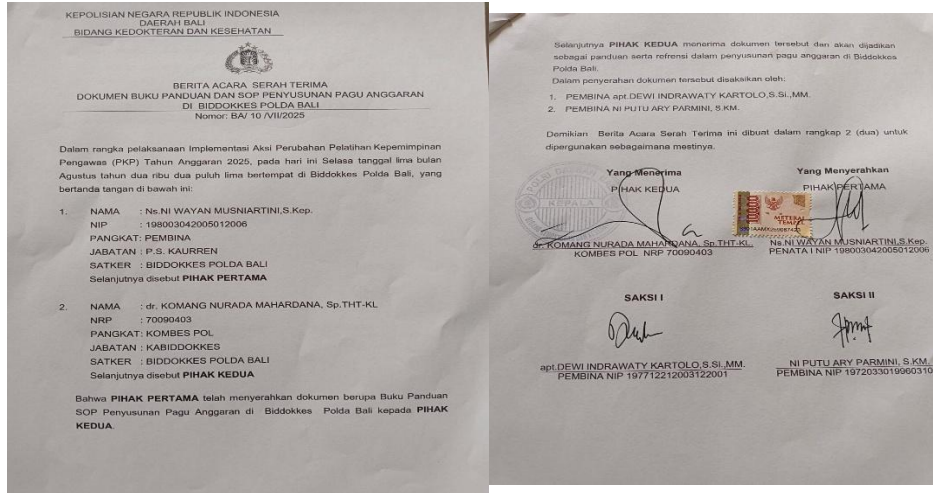 KEPOLISIAN NEGARA REPUBLIK INDONESIA
DAERAH BALI
BIDANG KEDOKTERAN DAN KESEHATAN
BERITA ACARA SERAH TERIMA
DOKUMEN BUKU PANDUAN DAN SOP PENYUSUNAN PAGU ANGGARAN
DI BIDDOKKES POLDA BALI
Nomor: BA/ 10 /VII/2025
Dalam rangka pelaksanaan Implementasi Aksi Perubahan Pelatihan Kepemimpinan
Pengawas (PKP) Tahun Anggaran 2025, pada hari ini Selasa tanggal lima bulan
Agustus tahun dua ribu dua puluh lima bertempat di Biddokkes Polda Bali, yang
bertanda tangan di bawah ini:
1. NAMA : Ns.NI WAYAN MUSNIARTINI,S.Kep.
NIP : 198003042005012006
PANGKAT: PEMBINA
JABATAN : P.S. KAURREN
SATKER : BIDDOKKES POLDA BALI
Selanjutnya disebut PIHAK PERTAMA
2. NAMA : dr. KOMANG NURADA MAHARDANA, Sp.THT-KL
NRP : 70090403
PANGKAT : KOMBES POL
JABATAN : KABIDDOKKES
SATKER : BIDDOKKES POLDA BALI
Selanjutnya disebut PIHAK KEDUA
Bahwa PIHAK PERTAMA telah menyerahkan dokumen berupa Buku Panduan
SOP Penyusunan Pagu Anggaran di Biddokkes Polda Bali kepada PIHAK
KEDUA.
Selanjutnya PIHAK KEDUA menerima dokumen tersebut dan akan dijadikan
sebagai panduan serta refrensi dalam penyusunan pagu anggaran di Biddokkes
Polda Bali.
Dalam penyerahan dokumen tersebut disaksikan oleh:
1. PEMBINA apt.DEWI INDRAWATY KARTOLO,S.Si.,MM.
2. PEMBINA NI PUTU ARY PARMINI, S.KM.
Demikian Berita Acara Serah Terima ini dibuat dalam rangkap 2 (dua) untuk
dipergunakan sebagaimana mestinya.
Yang Menerima
PIHAK KEDUA
KEPALA
dr. KOMANG NURADA MAHARDANA, Sp.THT-KL.
KOMBES POL NRP 70090403
Yang Menyerahkan
PIHAK PERTAMA
10000
METERAI
TEMPEL
Ns.NI WAYAN MUSNIARTINI,S.Kep.
PENATA I NIP 198003042005012006
SAKSI I
apt.DEWI INDRAWATY KARTOLO,S.Si.,MM.
PEMBINA NIP 197712212003122001
SAKSI II
NI PUTU ARY PARMINI, S.KM.
PEMBINA NIP 1972033019960310